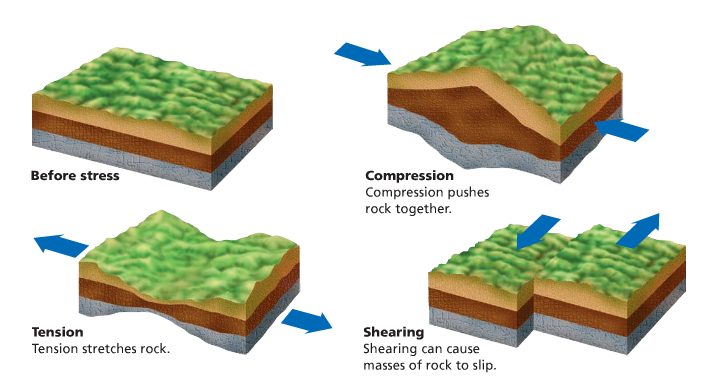 Before stress
Compression
Compression pushes
rock together.
Tension
Tension stretches rock.
Shearing
Shearing can cause
masses of rock to slip.